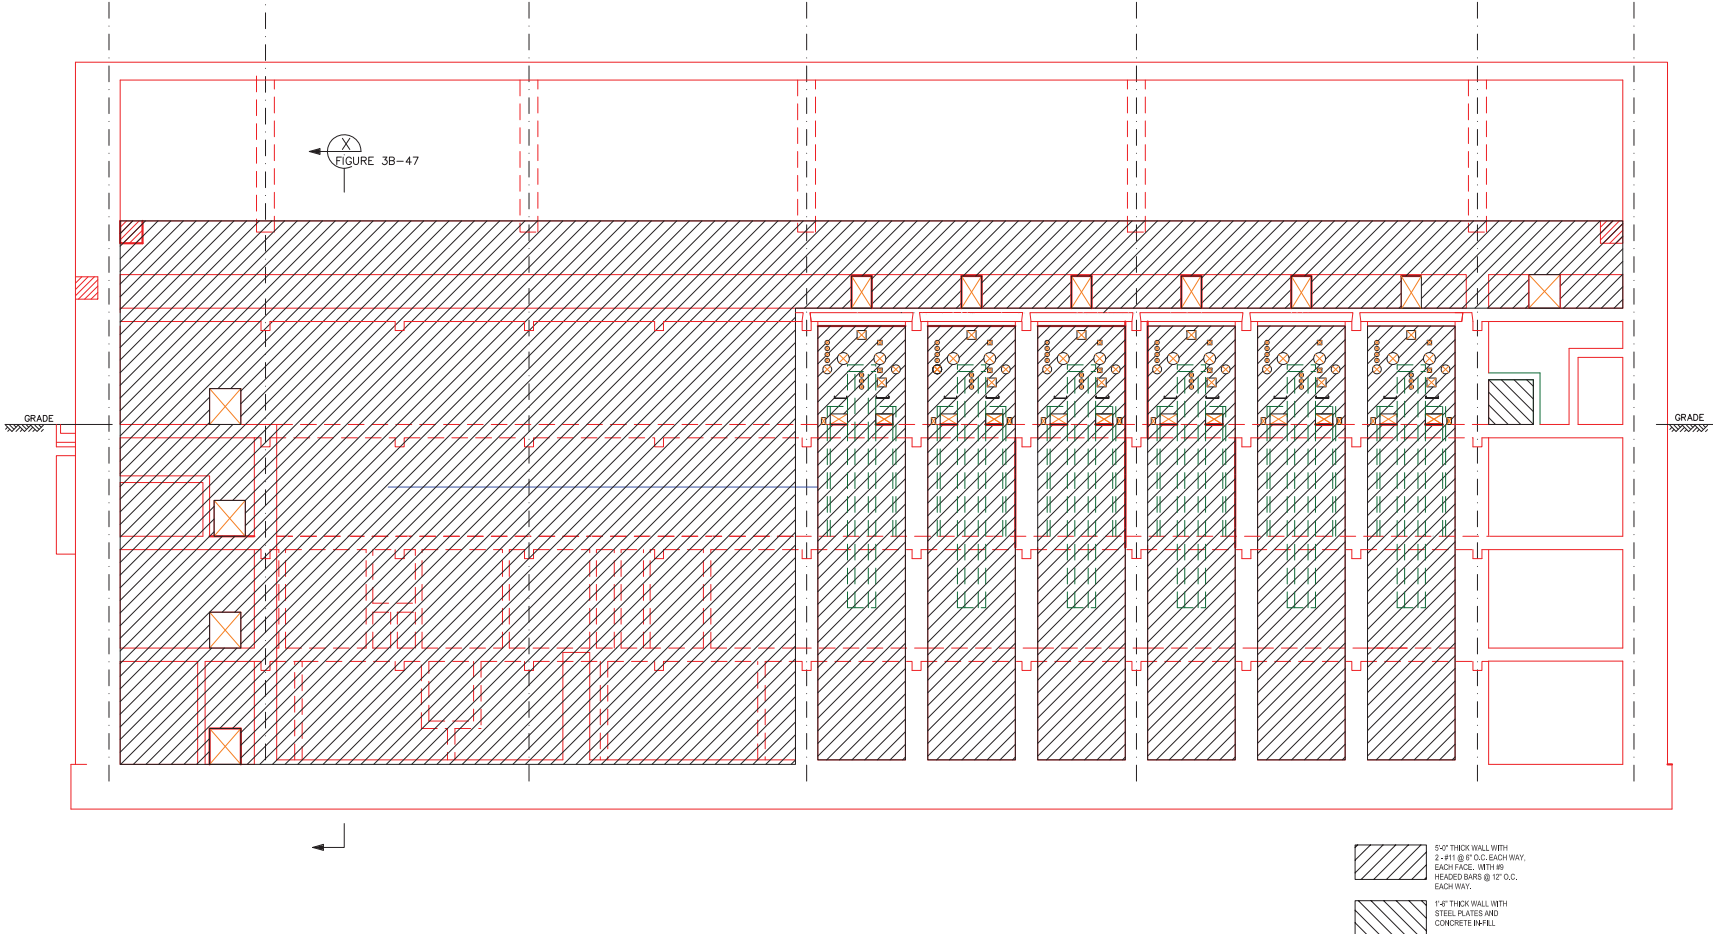 X
FIGURE 3B-47
GRADE
GRADE
5'-0" THICK WALL WITH
2 - #11 @ 6" O.C. EACH WAY,
EACH FACE. WITH #9
HEADED BARS @ 12" O.C.
EACH WAY.
1'-6" THICK WALL WITH
STEEL PLATES AND
CONCRETE IN-FILL